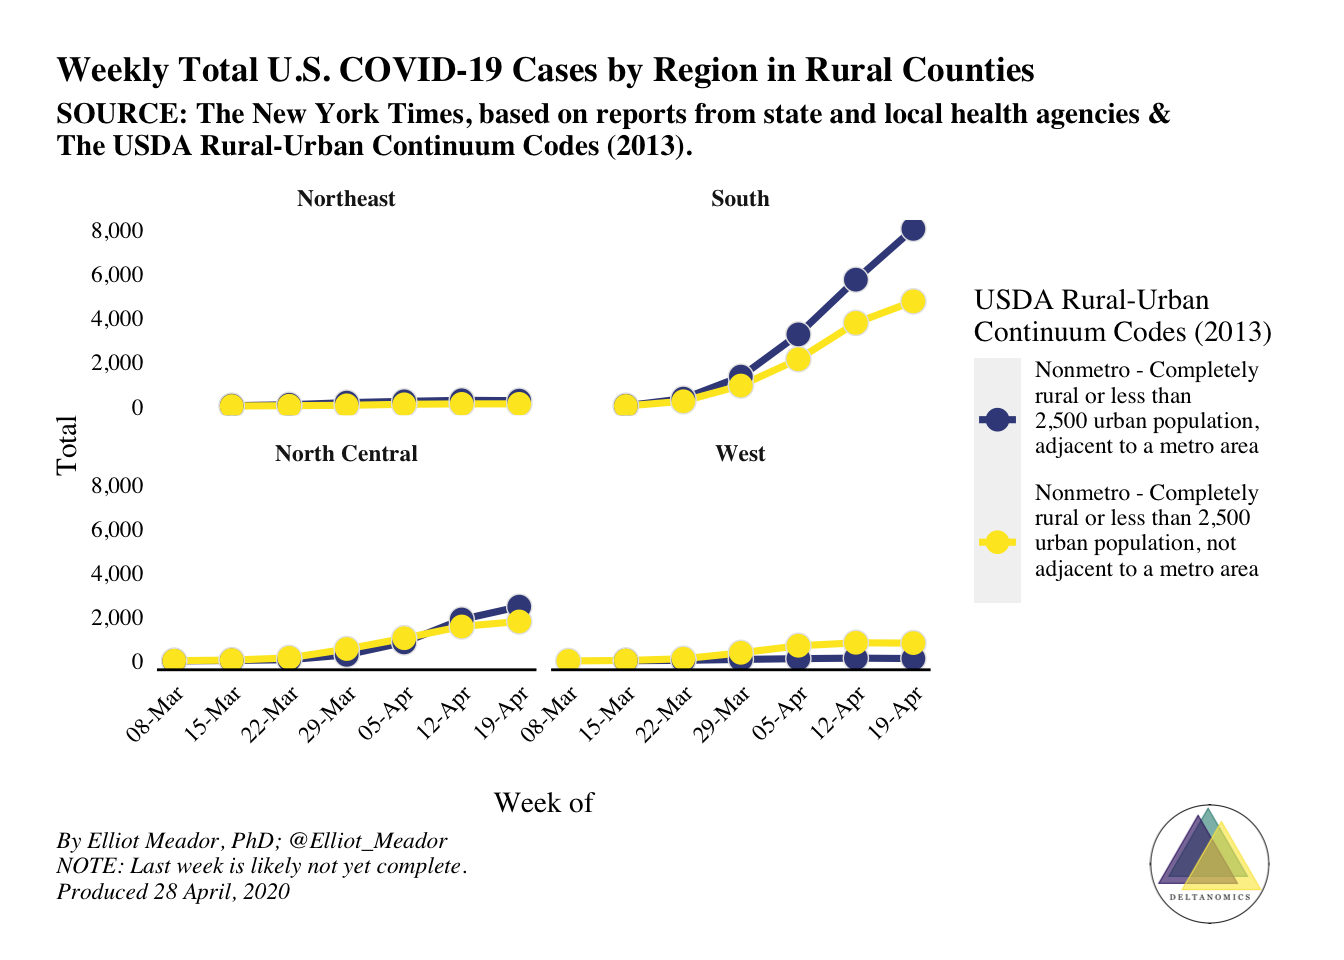 Weekly Total U.S. COVID-19 Cases by Region in Rural Counties
SOURCE: The New York Times, based on reports from state and local health agencies &
The USDA Rural-Urban Continuum Codes (2013).
Northeast
South
8,000
6,000
4,000
2,000
0
Total
North Central
West
8,000
6,000
4,000
2,000
0
08-Mar
15-Mar
22-Mar
29-Mar
05-Apr
12-Apr
19-Apr
08-Mar
15-Mar
22-Mar
29-Mar
05-Apr
12-Apr
19-Apr
Week of
USDA Rural-Urban
Continuum Codes (2013)
Nonmetro - Completely
rural or less than
2,500 urban population,
adjacent to a metro area
Nonmetro - Completely
rural or less than 2,500
urban population, not
adjacent to a metro area
By Elliot Meador, PhD; @Elliot_Meador
NOTE: Last week is likely not yet complete.
Produced 28 April, 2020
DELTANOMICS